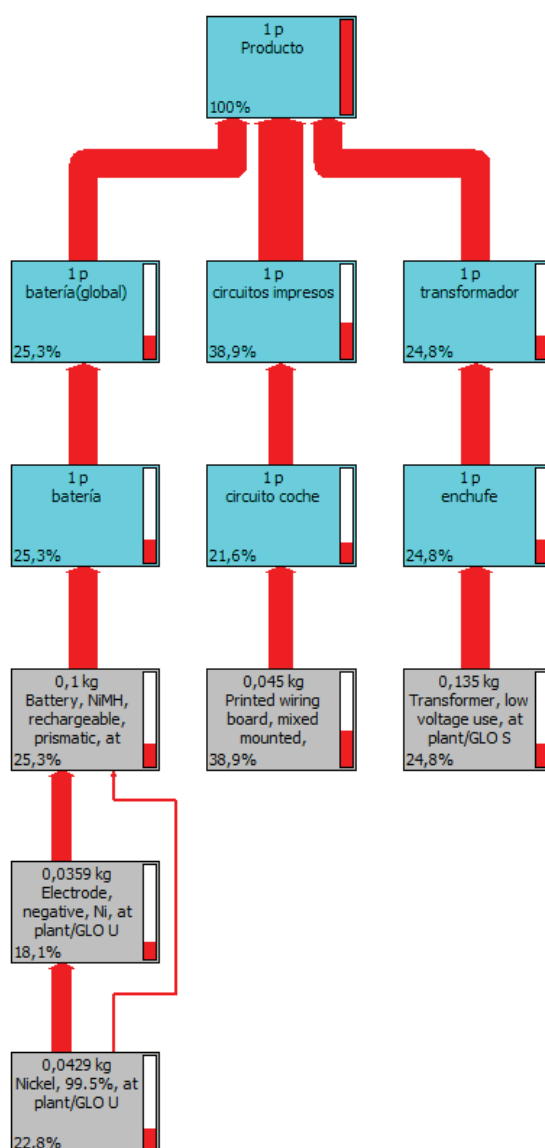 1 p
Producto
100%
1 p
batería(global)
25,3%
1 p
circuitos impresos
38,9%
1 p
transformador
24,8%
1 p
batería
25,3%
1 p
circuito coche
21,6%
1 p
enchufe
24,8%
0,1 kg
Battery, NiMH,
rechargeable,
prismatic, at
25,3%
0,045 kg
Printed wiring
board, mixed
mounted,
38,9%
0,135 kg
Transformer, low
voltage use, at
plant/GLO S
24,8%
0,0359 kg
Electrode,
negative, Ni, at
plant/GLO U
18,1%
0,0429 kg
Nickel, 99.5%, at
plant/GLO U
22,8%